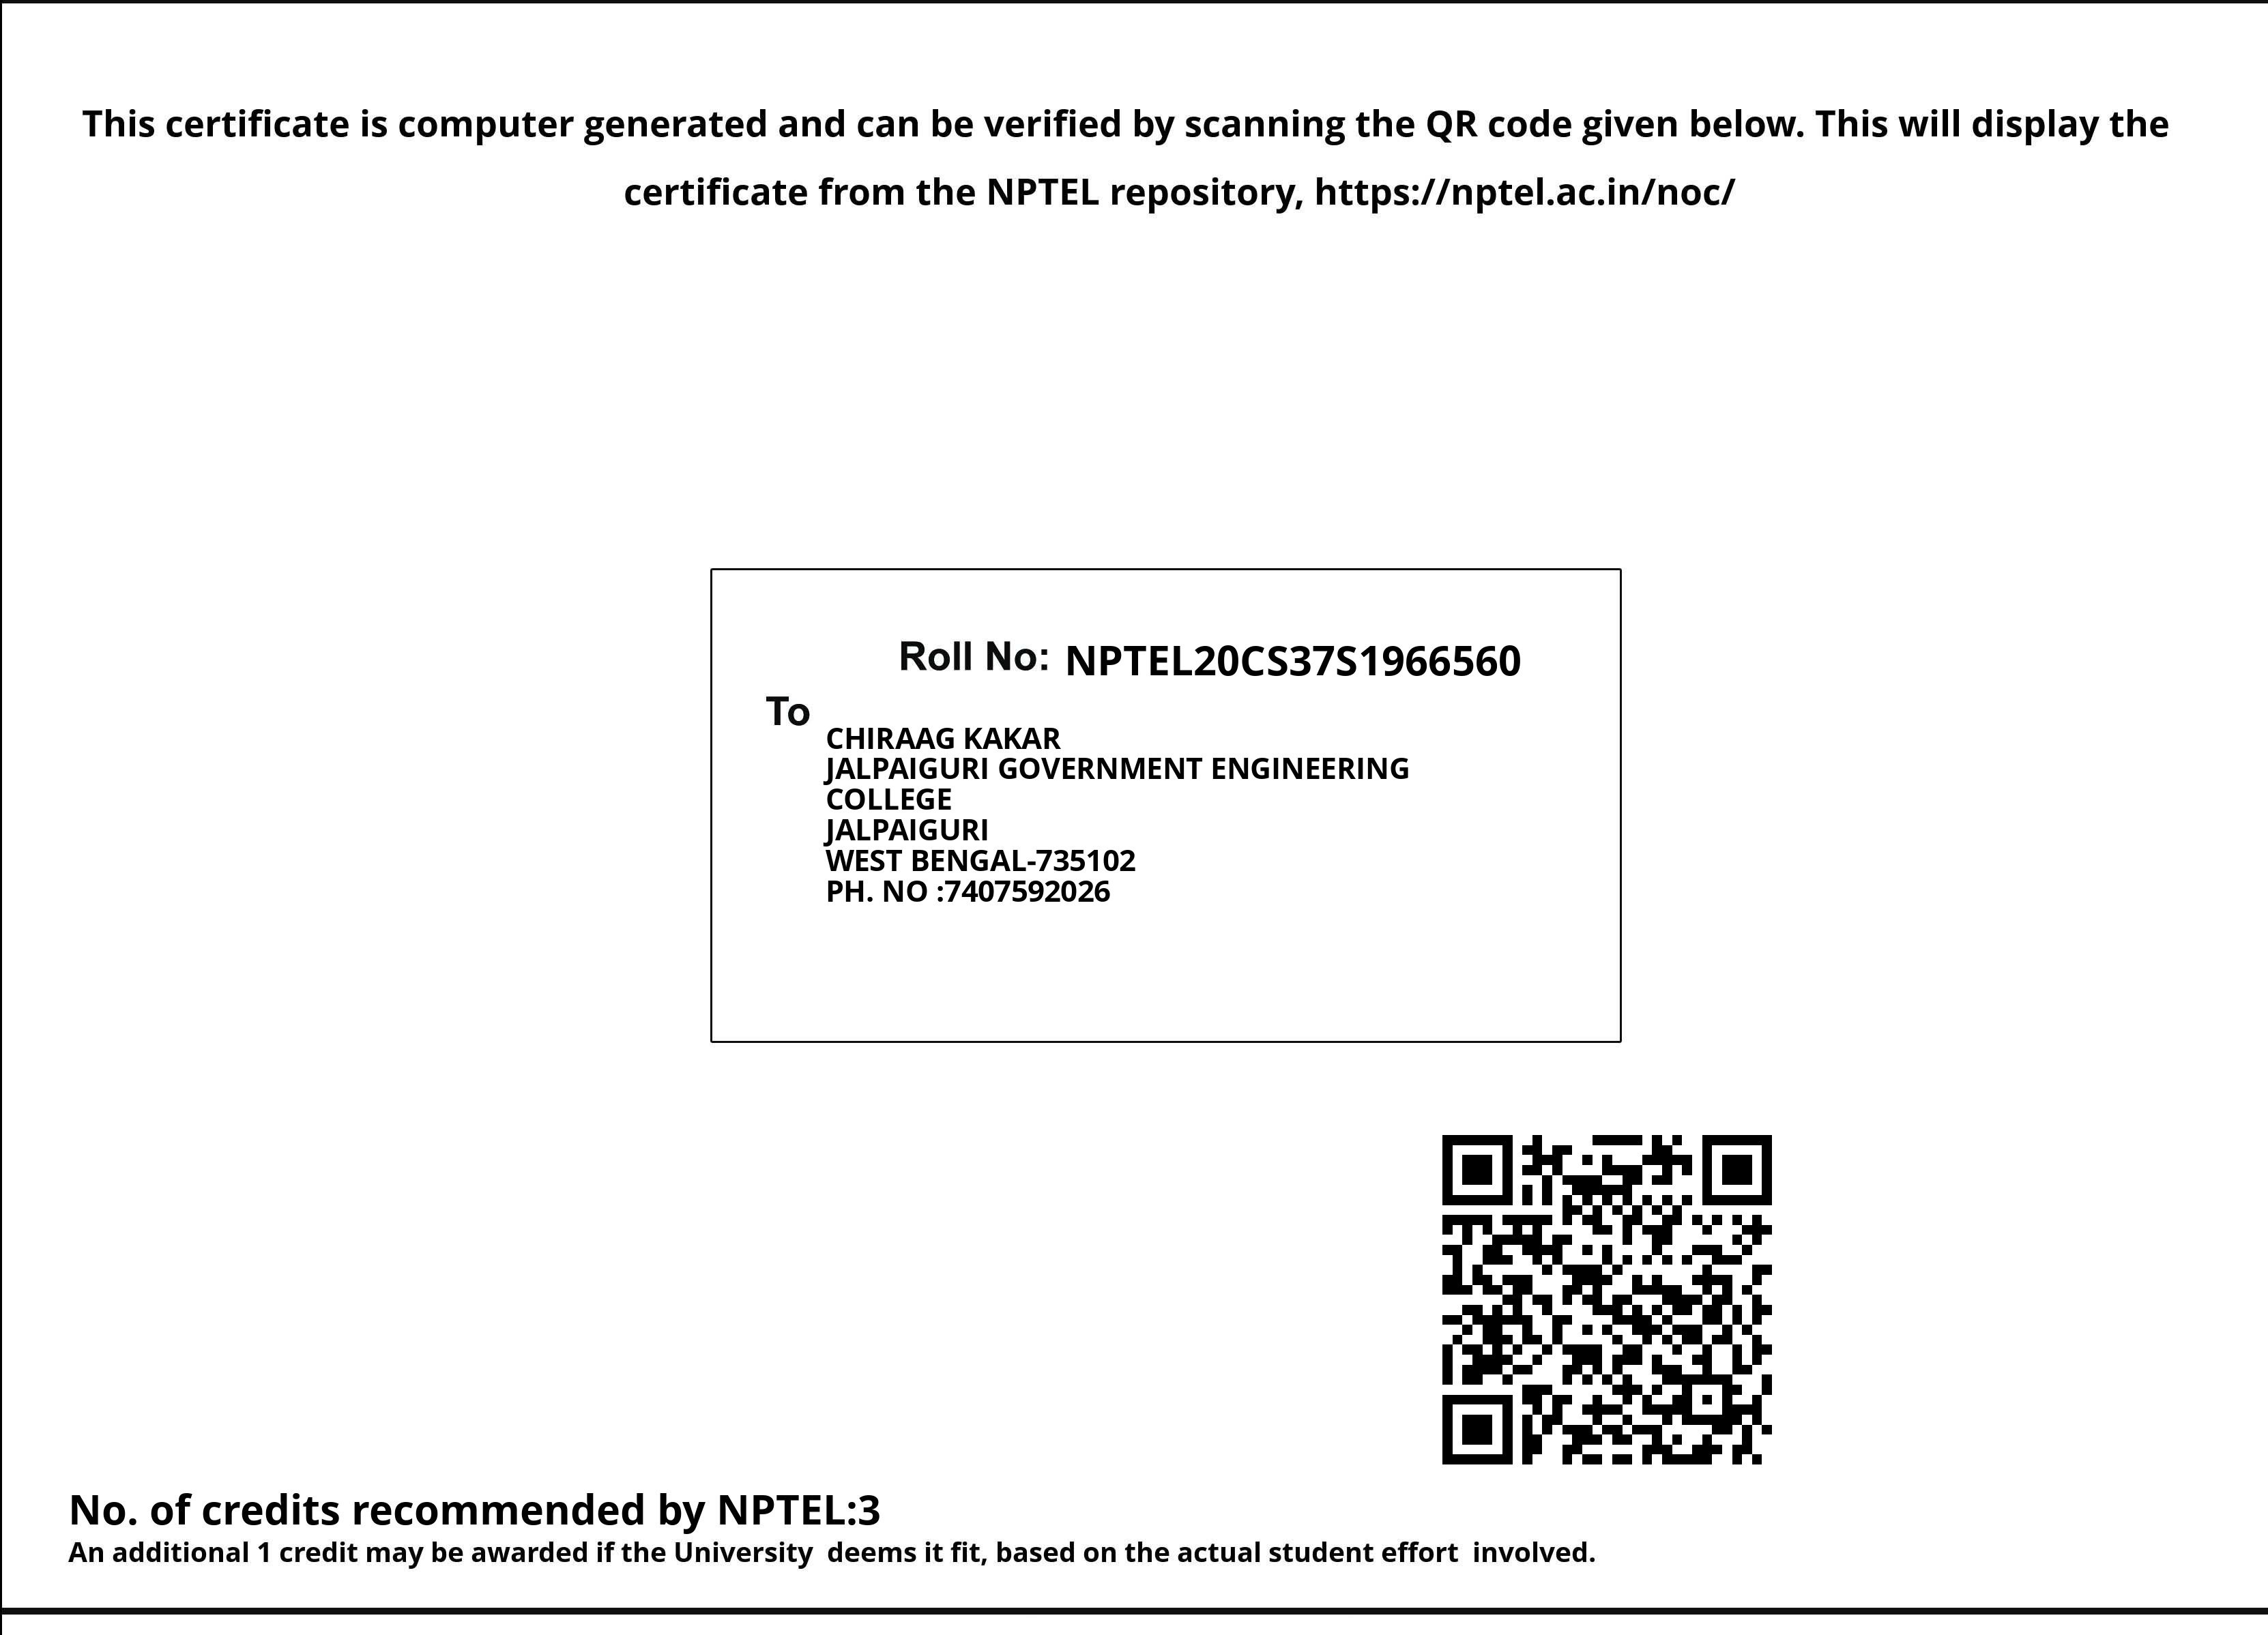 This certificate is computer generated and can be verified by scanning the QR code given below. This will display the
certificate from the NPTEL repository, https://nptel.ac.in/noc/
Roll No: NPTEL20CS37S1966560
To
CHIRAAG KAKAR
JALPAIGURI GOVERNMENT ENGINEERING
COLLEGE
JALPAIGURI
WEST BENGAL-735102
PH. NO :7407592026
No. of credits recommended by NPTEL:3
An additional 1 credit may be awarded if the University  deems it fit, based on the actual student effort  involved.